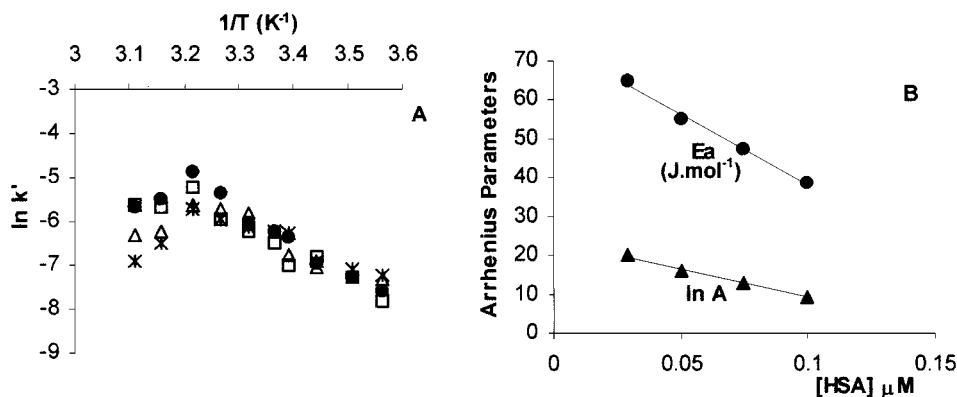 1/T (K-1)
3 3.1 3.2 3.3 3.4 3.5 3.6
-3
-4
-5
-6
-7
-8
-9
ln k'
A
Arrhenius Parameters
70
60
50
40
30
20
10
0
B
Ea
(J.mol-1)
ln A
0 0.05 0.1 0.15
[HSA] μM